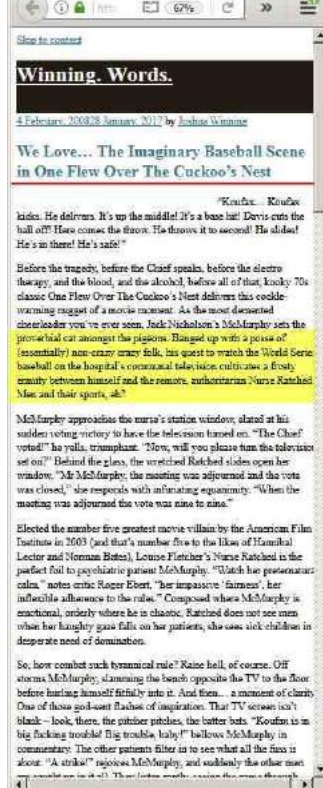 67%
Skip to content
Winning. Words.
4 February, 200828 January, 2017 by Joshua Winning
We Love… The Imaginary Baseball Scene
in One Flew Over The Cuckoo's Nest
"Koufax… Koufax
kicks. He delivers. It's up the middle! It's a base hit! Davis cuts the
ball off! Here comes the throw. He throws it to second! He slides!
He's in there! He's safe!"
Before the tragedy, before the Chief speaks, before the electro
therapy, and the blood, and the alcohol, before all of that, kooky 70s
classic One Flew Over The Cuckoo's Nest delivers this cockle-
warming nugget of a movie moment. As the most demented
cheerleader you've ever seen, Jack Nicholson's McMurphy sets the
proverbial cat amongst the pigeons. Banged up with a posse of
(essentially) non-crazy crazy folk, his quest to watch the World Serie
baseball on the hospital's communal television cultivates a frosty
enmity between himself and the remote, authoritarian Nurse Ratched
Men and their sports, eh?
McMurphy approaches the nurse's station window, elated at his
sudden voting victory to have the television turned on. "The Chief
voted!" he yells, triumphant. "Now, will you please turn the television
set on?" Behind the glass, the wretched Ratched slides open her
window. "Mr McMurphy, the meeting was adjourned and the vote
was closed," she responds with infuriating equanimity. "When the
meeting was adjourned the vote was nine to nine."
Elected the number five greatest movie villain by the American Film
Institute in 2003 (and that's number five to the likes of Hannibal
Lector and Norman Bates), Louise Fletcher's Nurse Ratched is the
perfect foil to psychiatric patient McMurphy. "Watch her preternatura
calm," notes critic Roger Ebert, "her impassive 'fairness', her
inflexible adherence to the rules." Composed where McMurphy is
emotional, orderly where he is chaotic, Ratched does not see men
when her haughty gaze falls on her patients, she sees sick children in
desperate need of domination.
So, how combat such tyrannical rule? Raise hell, of course. Off
storms McMurphy, slamming the bench opposite the TV to the floor
before hurling himself fitfully into it. And then… a moment of clarity
One of those god-sent flashes of inspiration. That TV screen isn't
blank – look, there, the pitcher pitches, the batter bats. "Koufax is in
big fucking trouble! Big trouble, baby!" bellows McMurphy in
commentary. The other patients filter in to see what all the fuss is
about. "A strike!" rejoices McMurphy, and suddenly the other men